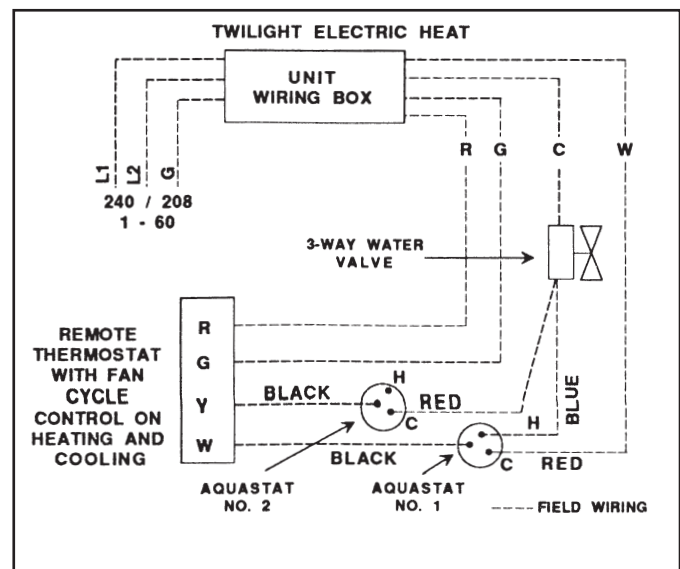 TWILIGHT ELECTRIC HEAT
UNIT
WIRING BOX
L1
L2
G
240 / 208
1 - 60
R
G
C
W
3-WAY WATER
VALVE
REMOTE
THERMOSTAT
WITH FAN
CYCLE
CONTROL ON
HEATING AND
COOLING
R
G
Y
W
BLACK
H
RED
C
BLUE
H
BLACK
C
RED
AQUASTAT
NO. 2
AQUASTAT
NO. 1
FIELD WIRING